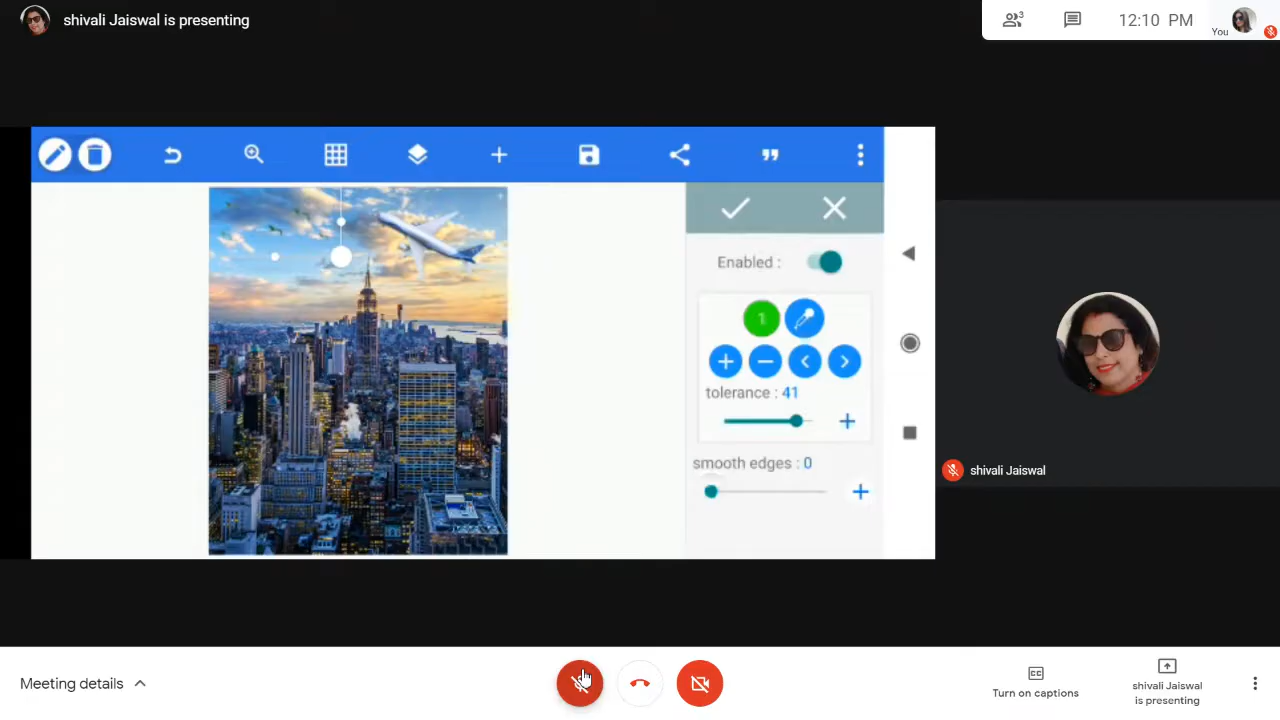 shivali Jaiswal is presenting
3
12:10 PM
You
Enabled :
1
tolerance : 41
smooth edges : 0
shivali Jaiswal
Meeting details
Turn on captions
shivali Jaiswal
is presenting